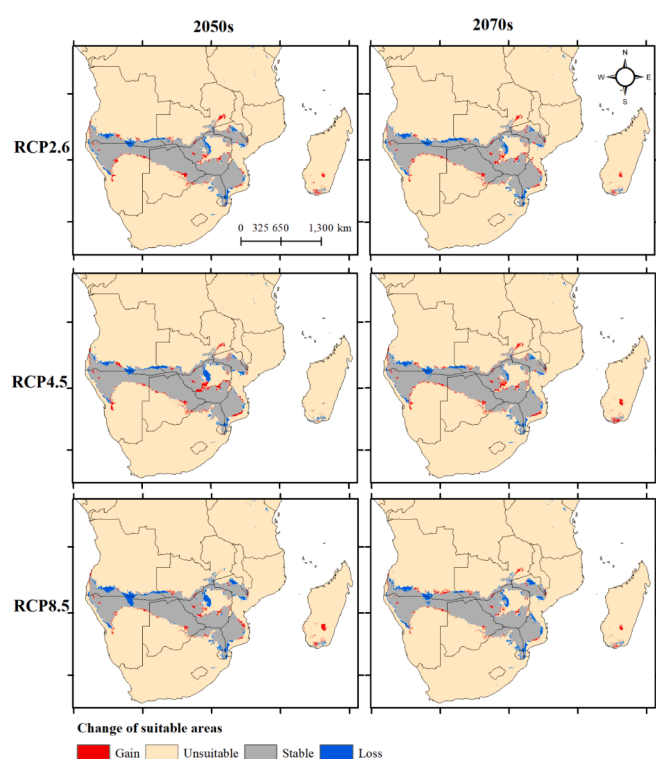 2050s 2070s
N
W E
S
RCP2.6
0 325 650 1,300 km
RCP4.5
RCP8.5
Change of suitable areas
Gain Unsuitable Stable Loss